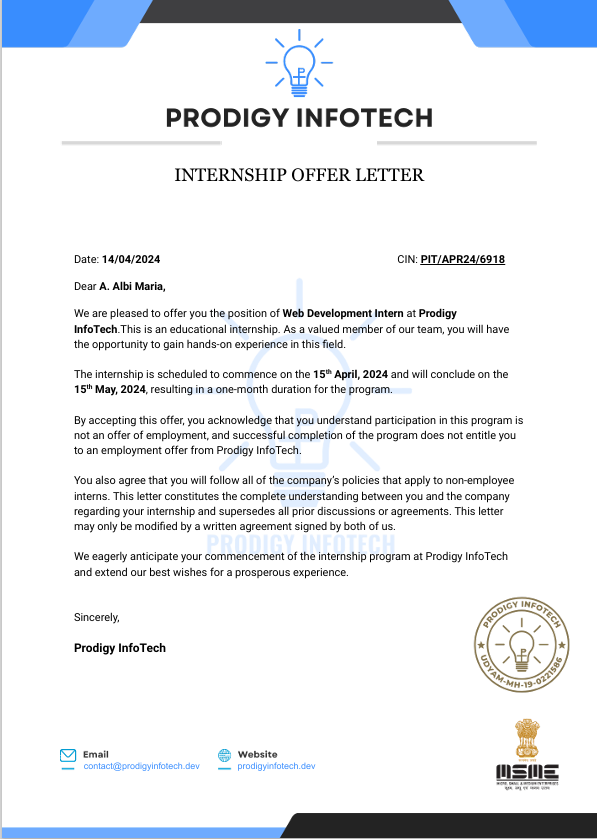 PRODIGY INFOTECH
INTERNSHIP OFFER LETTER
Date: 14/04/2024 CIN: PIT/APR24/6918
Dear A. Albi Maria,
We are pleased to offer you the position of Web Development Intern at Prodigy
InfoTech.This is an educational internship. As a valued member of our team, you will have
the opportunity to gain hands-on experience in this field.
The internship is scheduled to commence on the 15th April, 2024 and will conclude on the
15th May, 2024, resulting in a one-month duration for the program.
By accepting this offer, you acknowledge that you understand participation in this program is
not an offer of employment, and successful completion of the program does not entitle you
to an employment offer from Prodigy InfoTech.
You also agree that you will follow all of the company's policies that apply to non-employee
interns. This letter constitutes the complete understanding between you and the company
regarding your internship and supersedes all prior discussions or agreements. This letter
may only be modified by a written agreement signed by both of us.
PRODIGY INFOTECH
We eagerly anticipate your commencement of the internship program at Prodigy InfoTech
and extend our best wishes for a prosperous experience.
Sincerely,
Prodigy InfoTech
PRODIGY INFOTECH
UDYAM-MH-19-0221586
Email
contact@prodigyinfotech.dev
Website
prodigyinfotech.dev
MSME